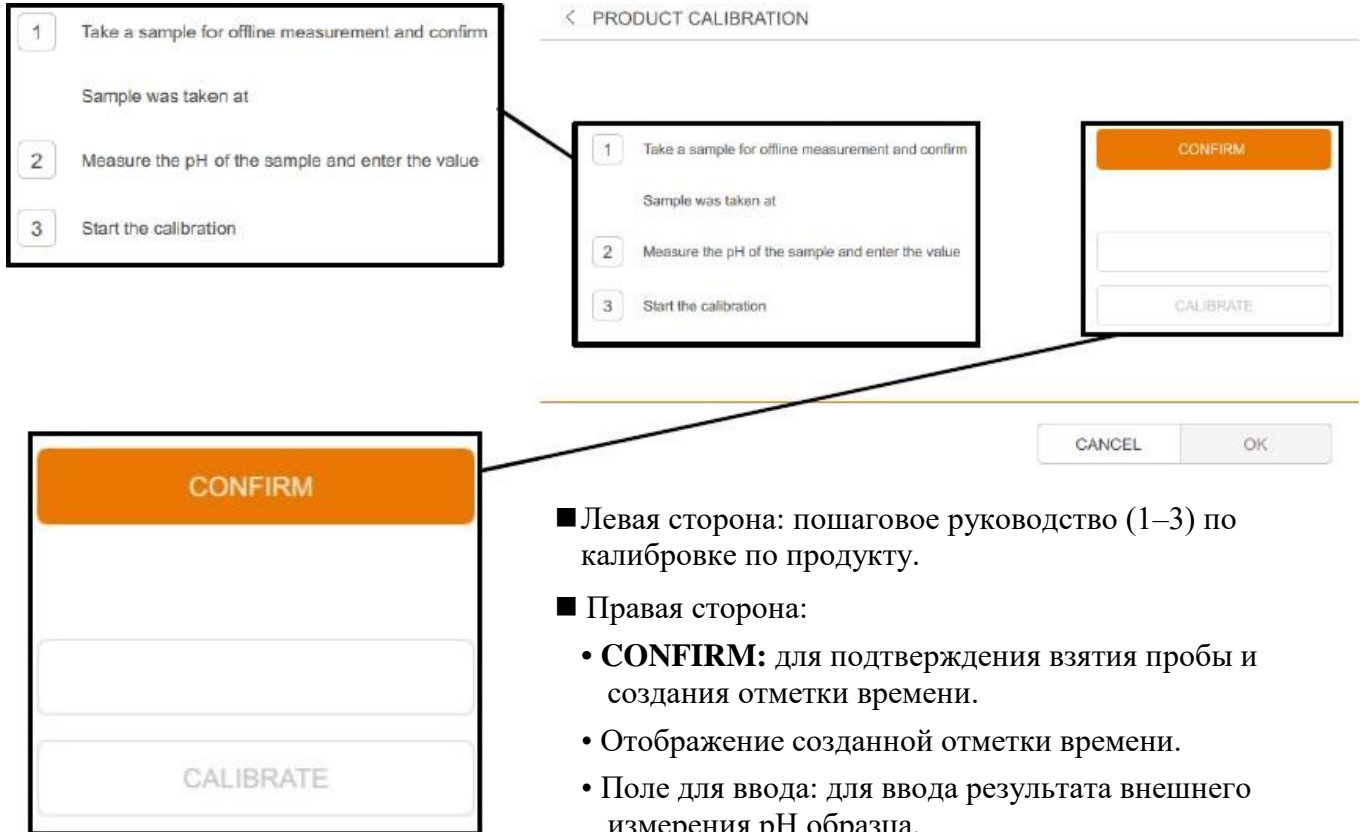 1 Take a sample for offline measurement and confirm
Sample was taken at
2 Measure the pH of the sample and enter the value
3 Start the calibration
< PRODUCT CALIBRATION
1 Take a sample for offline measurement and confirm
Sample was taken at
2 Measure the pH of the sample and enter the value
3 Start the calibration
CONFIRM
CALIBRATE
CANCEL OK
CONFIRM
CALIBRATE
■ Левая сторона: пошаговое руководство (1–3) по
калибровке по продукту.
■ Правая сторона:
• CONFIRM: для подтверждения взятия пробы и
создания отметки времени.
• Отображение созданной отметки времени.
• Поле для ввода: для ввода результата внешнего
измерения pH образца.